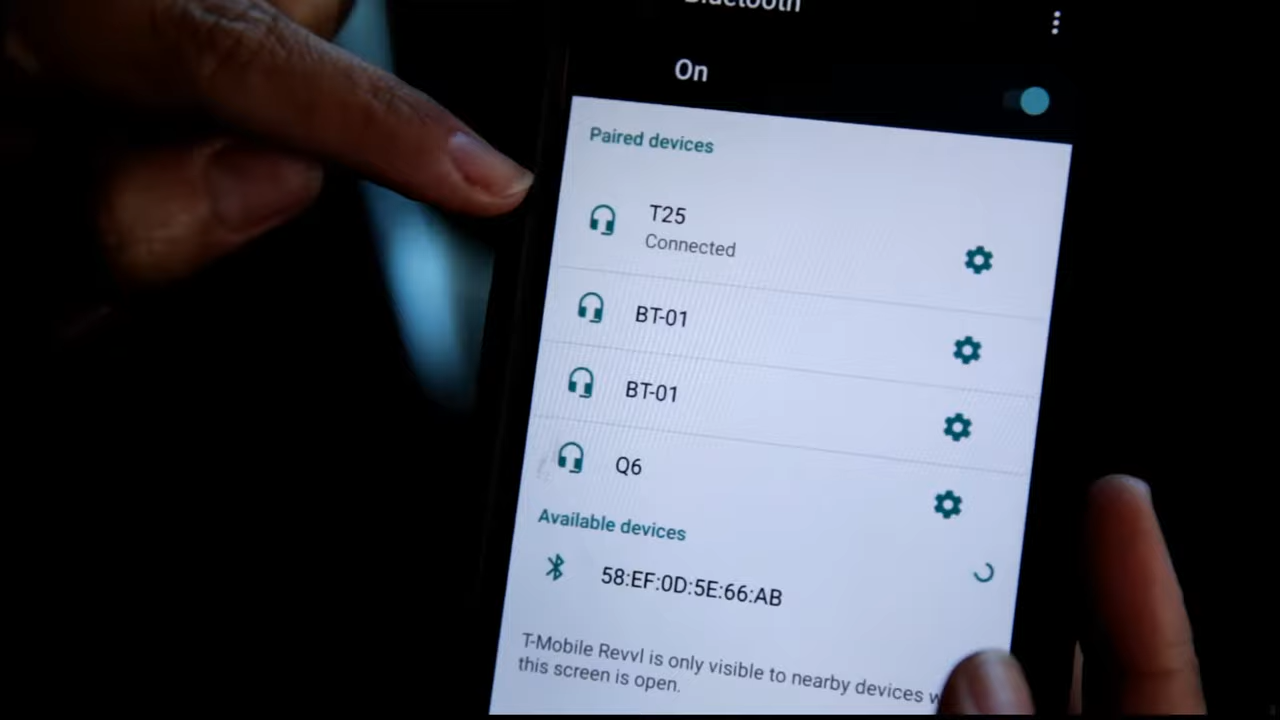 Bluetooth
On
Paired devices
T25
Connected
BT-01
BT-01
Q6
Available devices
58:EF:0D:5E:66:AB
T-Mobile Revvl is only visible to nearby devices
this screen is open.